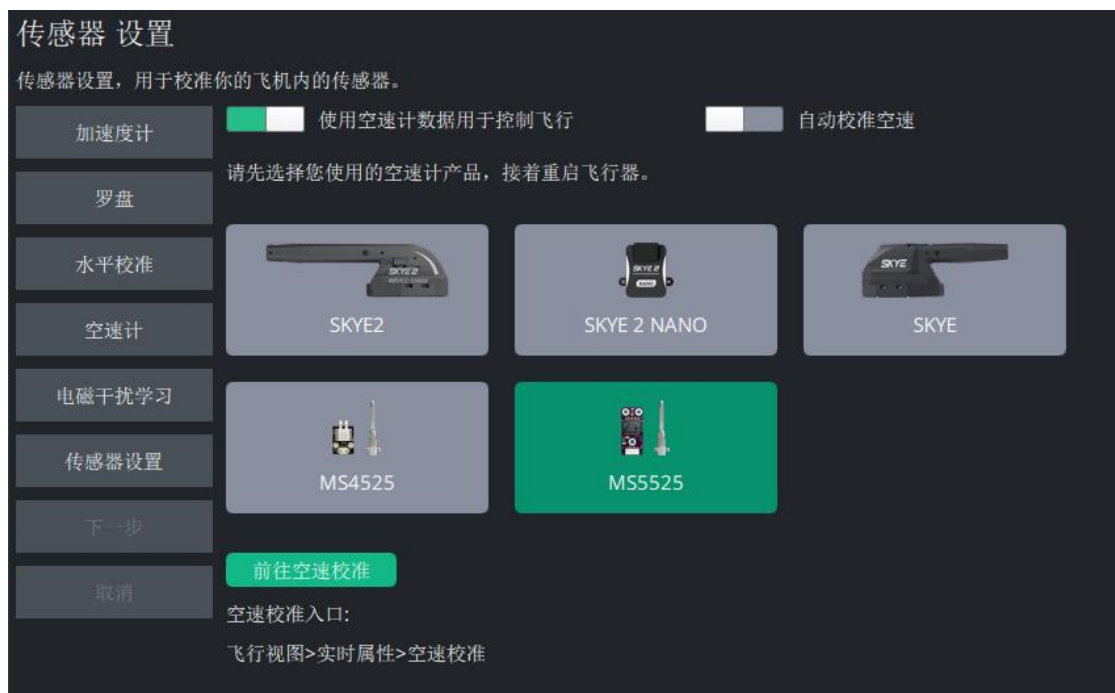 传感器 设置
传感器设置，用于校准你的飞机内的传感器。
加速度计
罗盘
水平校准
空速计
电磁干扰学习
传感器设置
下一步
取消
使用空速计数据用于控制飞行
自动校准空速
请先选择您使用的空速计产品，接着重启飞行器。
SKYE 2
SKYE2
SKYE 2
NANO
SKYE 2 NANO
SKYE
SKYE
MS4525
MS5525
前往空速校准
空速校准入口:
飞行视图>实时属性>空速校准